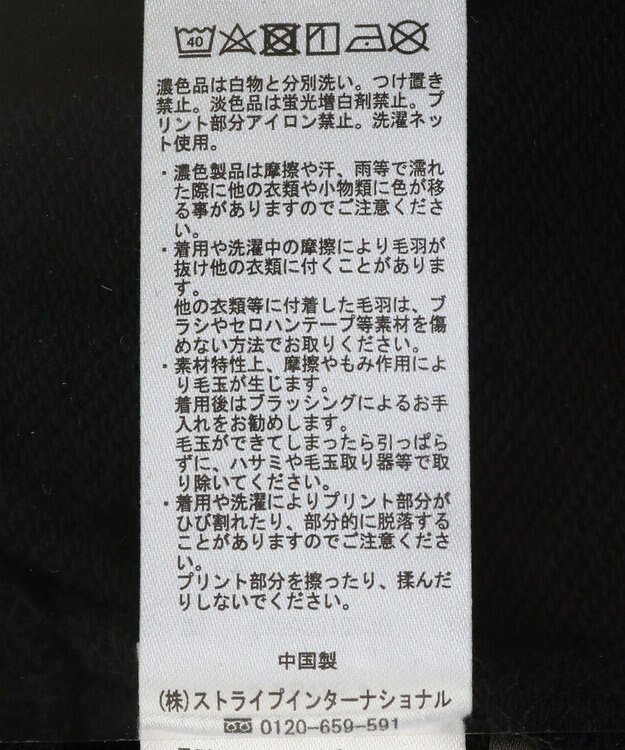 40
濃色品は白物と分別洗い。つけ置き
禁止。淡色品は蛍光増白剤禁止。プ
リント部分アイロン禁止。洗濯ネッ
ト使用。
・濃色製品は摩擦や汗、雨等で濡れ
た際に他の衣類や小物類に色が移
る事がありますのでご注意くださ
い。
・着用や洗濯中の摩擦により毛羽が
抜け他の衣類に付くことがありま
す。
他の衣類等に付着した毛羽は、ブ
ラシやセロハンテープ等素材を傷
めない方法でお取りください。
・素材特性上、摩擦やもみ作用によ
り毛玉が生じます。
着用後はブラッシングによるお手
入れをお勧めします。
毛玉ができてしまったら引っぱら
ずに、ハサミや毛玉取り器等で取
り除いてください。
・着用や洗濯によりプリント部分が
ひび割れたり、部分的に脱落する
ことがありますのでご注意くださ
い。
プリント部分を擦ったり、揉んだ
りしないでください。
中国製
(株)ストライプインターナショナル
0120-659-591